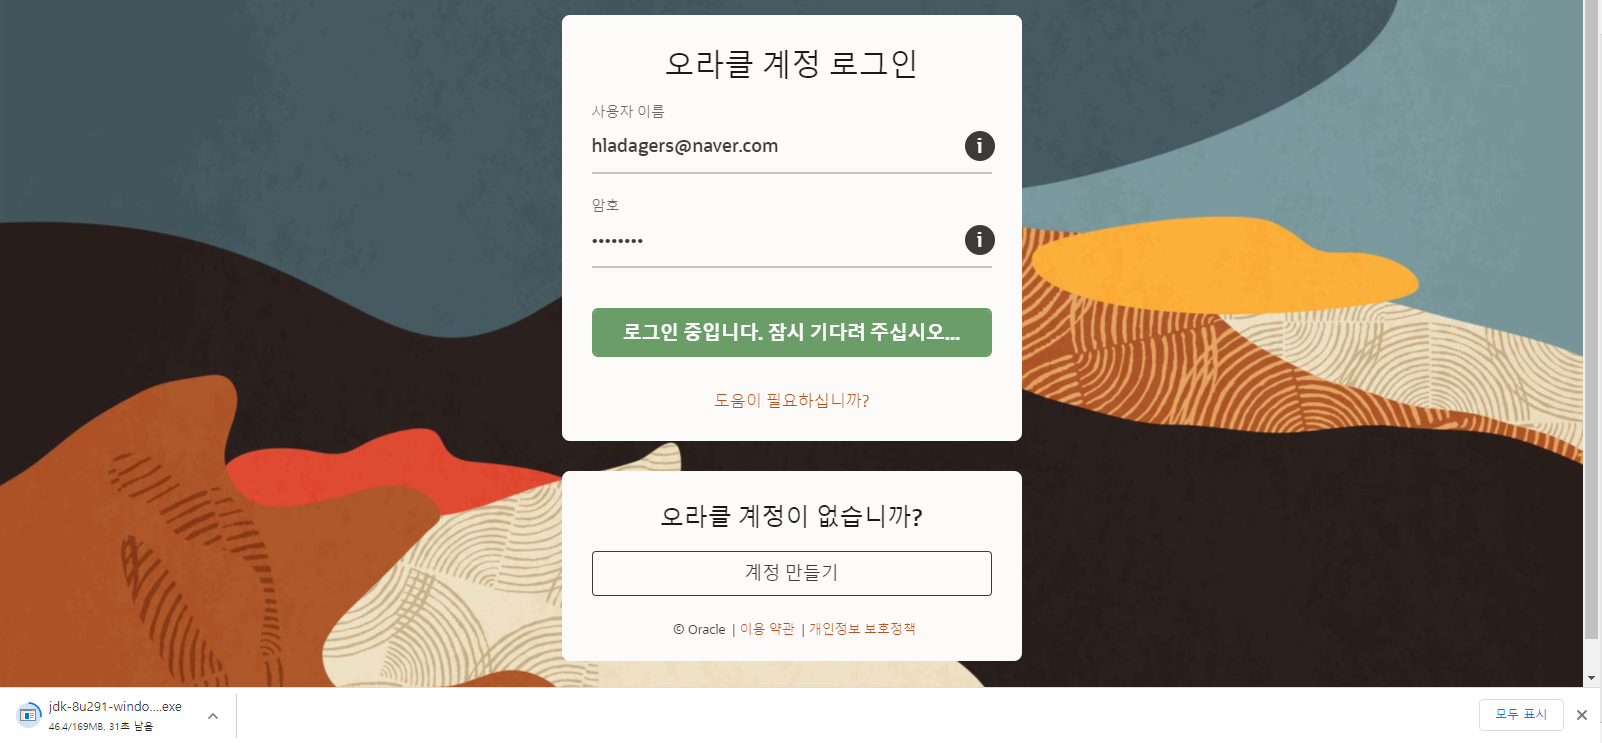 오라클 계정 로그인
사용자 이름
hladagers@naver.com
i
암호
••••••••
i
로그인 중입니다. 잠시 기다려 주십시오...
도움이 필요하십니까?
오라클 계정이 없습니까?
계정 만들기
© Oracle | 이용 약관 | 개인정보 보호정책
jdk-8u291-windo....exe
46.4/169MB, 31초 남음
모두 표시